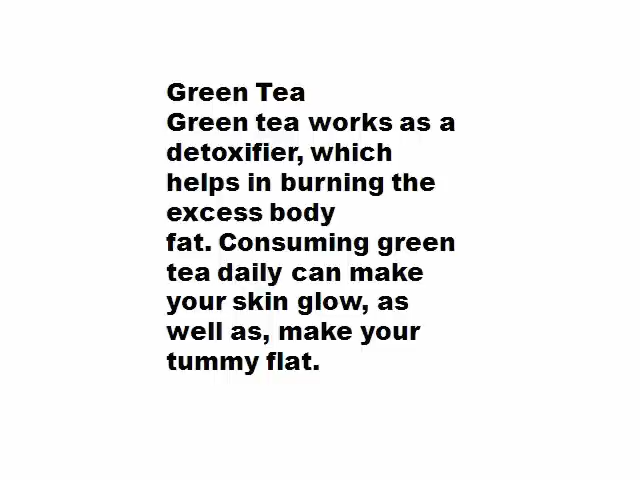 Green Tea
Green tea works as a
detoxifier, which
helps in burning the
excess body
fat. Consuming green
tea daily can make
your skin glow, as
well as, make your
tummy flat.